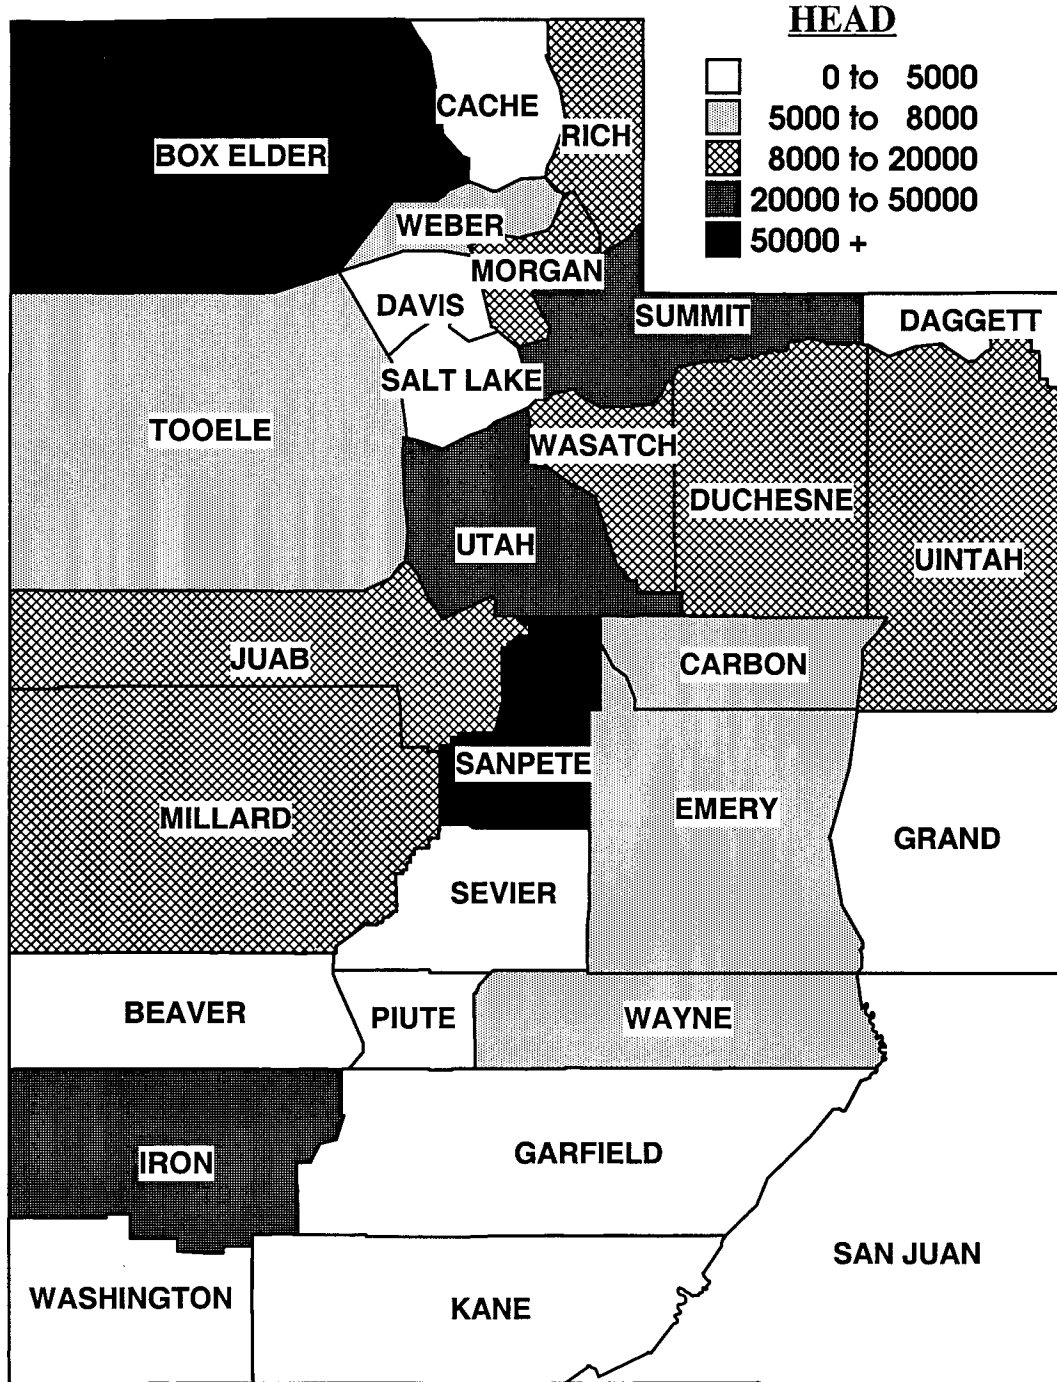 HEAD
0 to 5000
5000 to 8000
8000 to 20000
20000 to 50000
50000 +
CACHE
RICH
BOX ELDER
WEBER
MORGAN
DAVIS
SUMMIT
DAGGETT
SALT LAKE
TOOELE
WASATCH
DUCHESNE
UTAH
UINTAH
JUAB
CARBON
SANPETE
MILLARD
EMERY
GRAND
SEVIER
BEAVER
PIUTE
WAYNE
IRON
GARFIELD
SAN JUAN
WASHINGTON
KANE